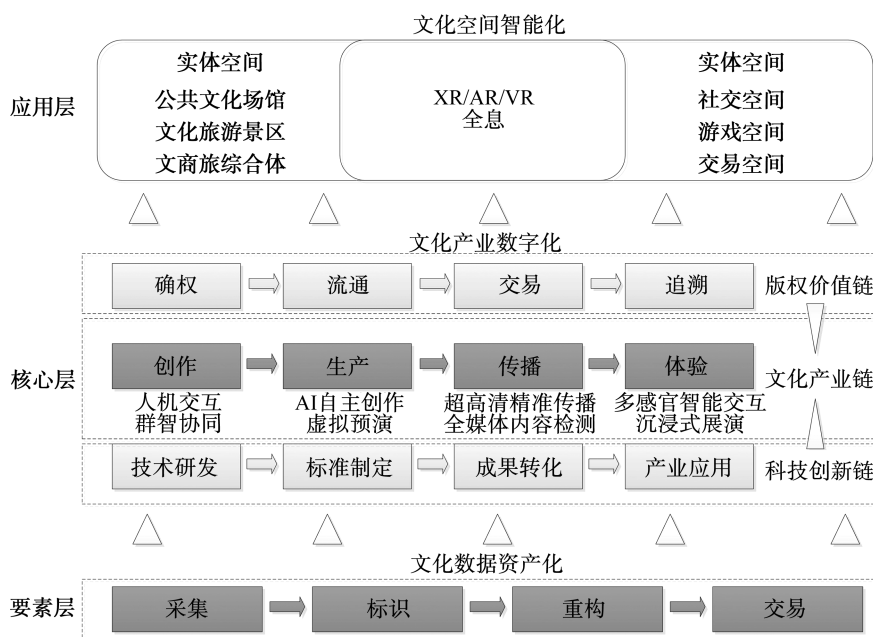 文化空间智能化
应用层
实体空间
公共文化场馆
文化旅游景区
文商旅综合体
XR/AR/VR
全息
实体空间
社交空间
游戏空间
交易空间
文化产业数字化
确权
流通
交易
追溯
版权价值链
核心层
创作
生产
传播
体验
文化产业链
人机交互
群智协同
AI自主创作
虚拟预演
超高清精准传播
全媒体内容检测
多感官智能交互
沉浸式展演
技术研发
标准制定
成果转化
产业应用
科技创新链
文化数据资产化
要素层
采集
标识
重构
交易